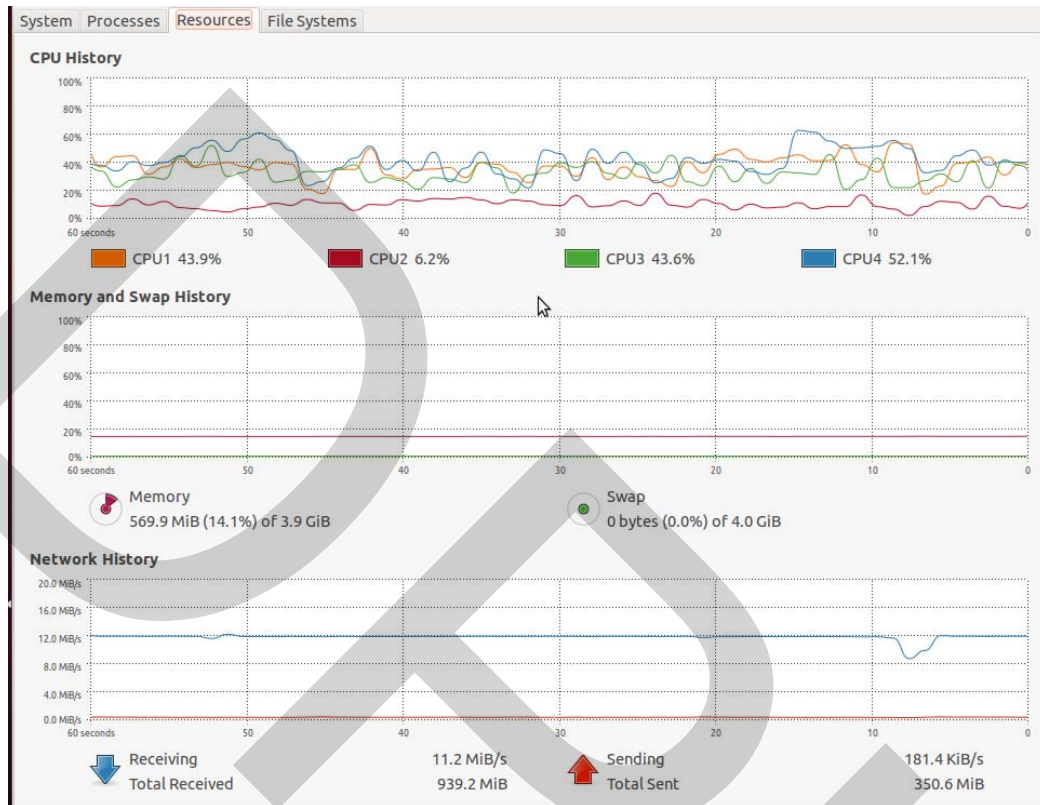 System Processes Resources File Systems
CPU History
100%
80%
60%
40%
20%
0%
60 seconds 50 40 30 20 10 0
CPU1 43.9% CPU2 6.2% CPU3 43.6% CPU4 52.1%
Memory and Swap History
100%
80%
60%
40%
20%
0%
60 seconds 50 40 30 20 10 0
Memory Swap
569.9 MiB (14.1%) of 3.9 GiB 0 bytes (0.0%) of 4.0 GiB
Network History
20.0 MiB/s
16.0 MiB/s
12.0 MiB/s
8.0 MiB/s
4.0 MiB/s
0.0 MiB/s
60 seconds 50 40 30 20 10 0
Receiving 11.2 MiB/s Sending 181.4 KiB/s
Total Received 939.2 MiB Total Sent 350.6 MiB